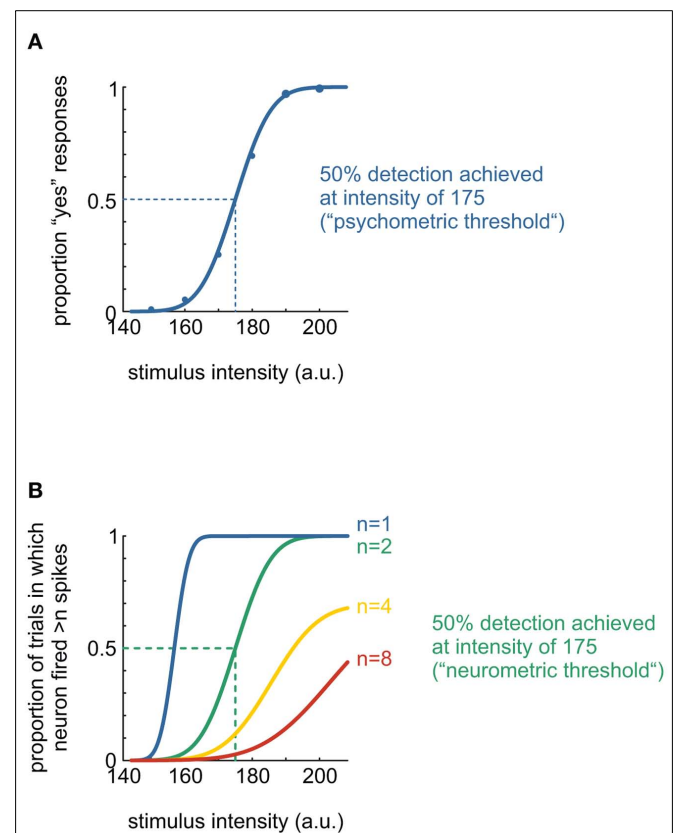 A
proportion “yes” responses
1
0.5
0
140 160 180 200
stimulus intensity (a.u.)
50% detection achieved
at intensity of 175
(“psychometric threshold“)
B
proportion of trials in which
neuron fired >n spikes
1
0.5
0
140 160 180 200
stimulus intensity (a.u.)
n=1
n=2
n=4
n=8
50% detection achieved
at intensity of 175
(“neurometric threshold“)